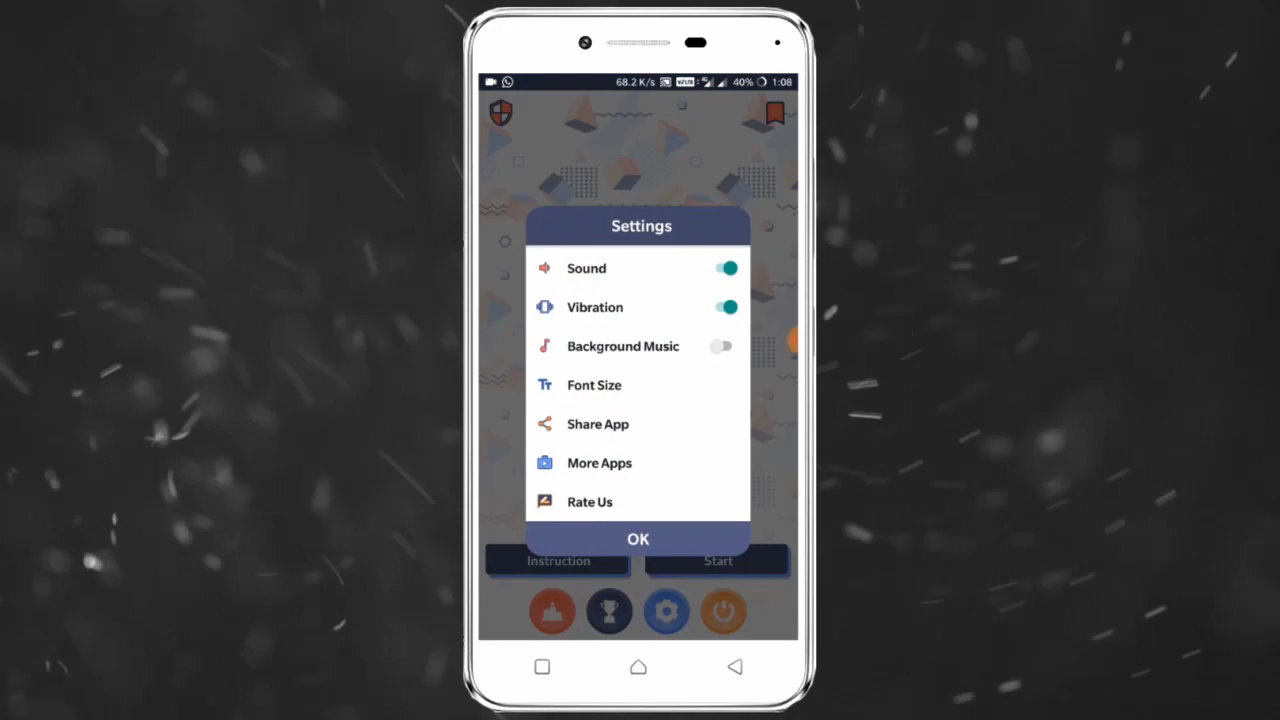 68.2 K/s 40% 1:08
Settings
Sound
Vibration
Background Music
Font Size
Share App
More Apps
Rate Us
OK
Instruction Start